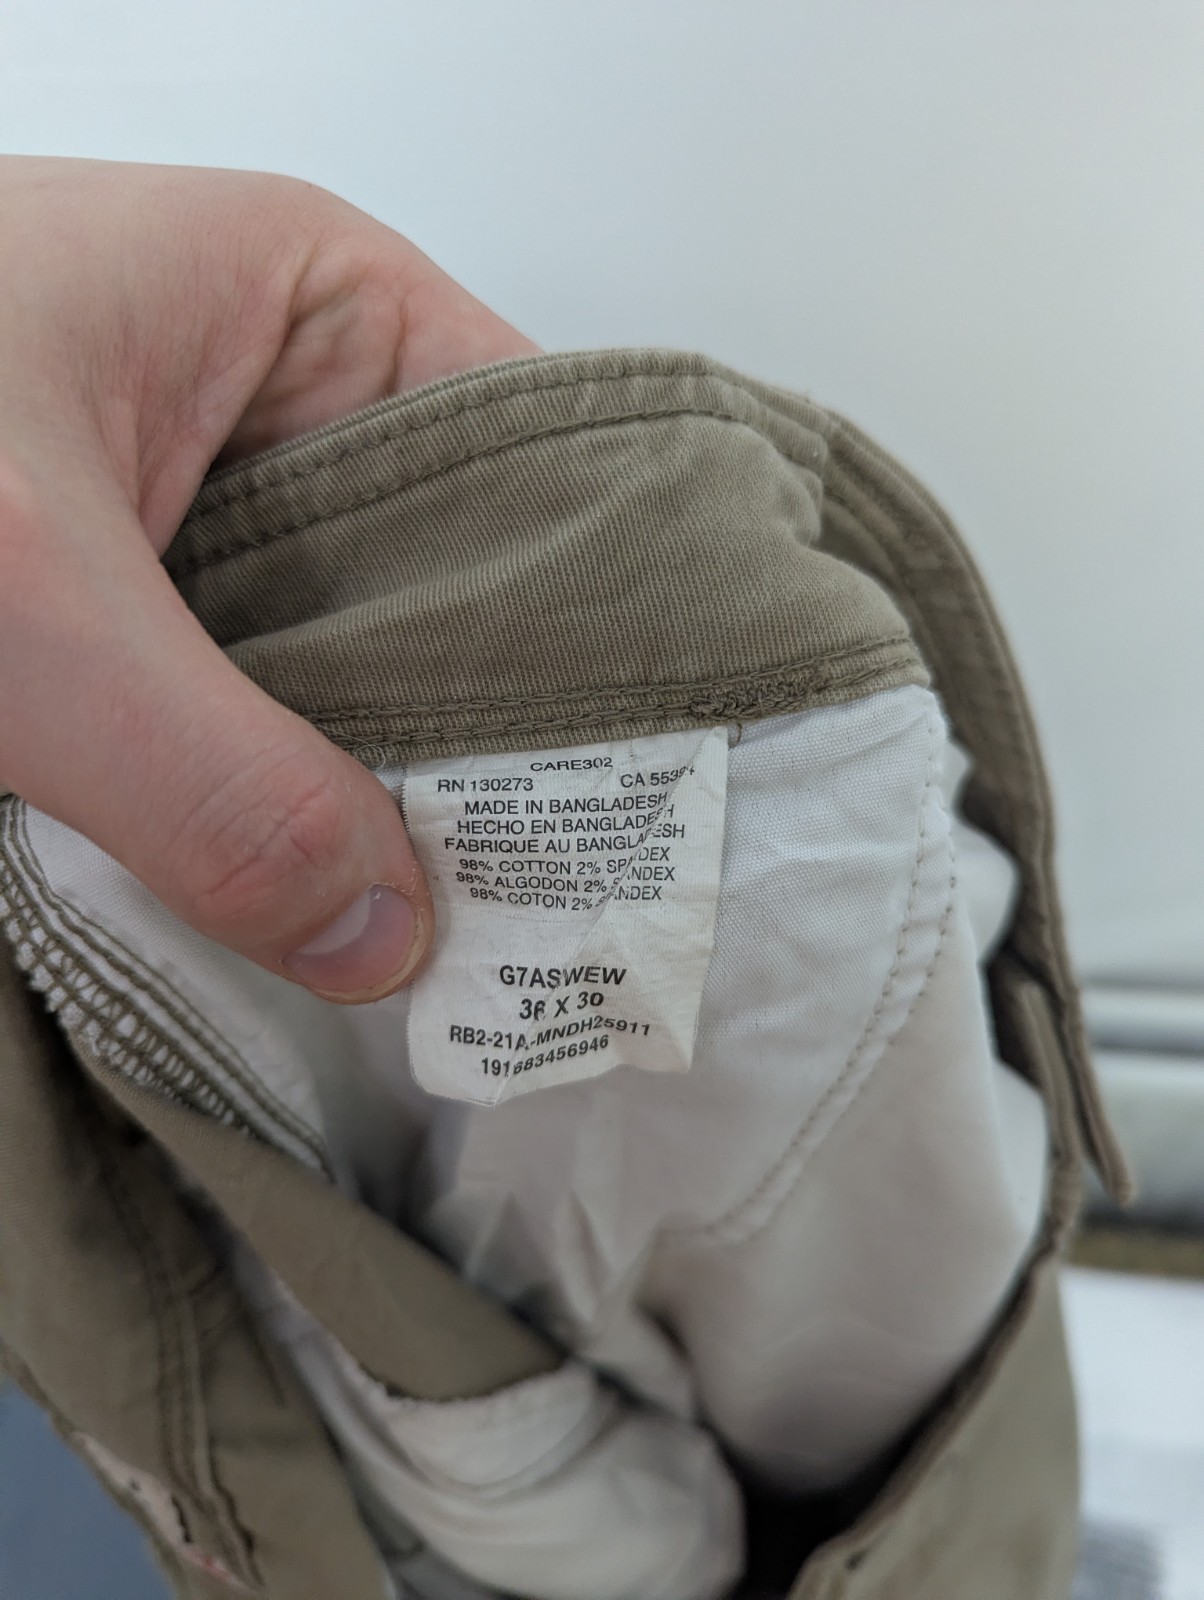 CARE302
RN 130273 CA 55394
MADE IN BANGLADESH
HECHO EN BANGLADESH
FABRIQUE AU BANGLADESH
98% COTTON 2% SPANDEX
98% ALGODON 2% SPANDEX
98% COTON 2% SPANDEX
G7ASWEW
36 X 30
RB2-21A-MNDH25911
191683456946